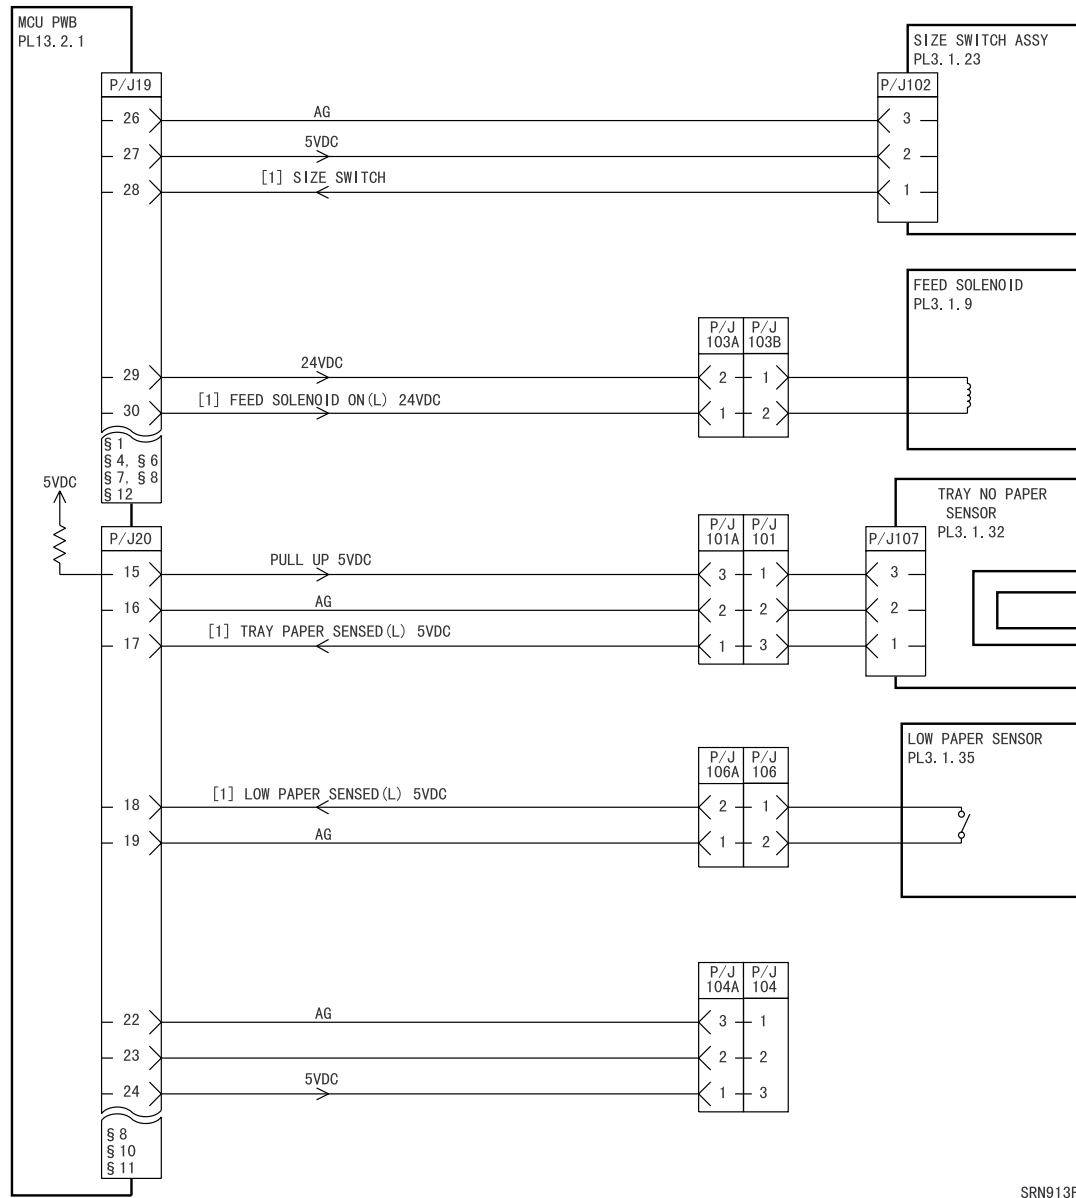 MCU PWB
PL13.2.1
SIZE SWITCH ASSY
PL3.1.23
P/J19
P/J102
26
AG
3
27
5VDC
2
28
[1] SIZE SWITCH
1
FEED SOLENOID
PL3.1.9
P/J
103A
P/J
103B
29
24VDC
2
1
30
[1] FEED SOLENOID ON(L) 24VDC
1
2
§1
§4, §6
§7, §8
§12
5VDC
TRAY NO PAPER
SENSOR
PL3.1.32
P/J20
P/J
101A
P/J
101
P/J107
15
PULL UP 5VDC
3
1
3
16
AG
2
2
2
17
[1] TRAY PAPER SENSED(L) 5VDC
1
3
1
LOW PAPER SENSOR
PL3.1.35
P/J
106A
P/J
106
18
[1] LOW PAPER SENSED(L) 5VDC
2
1
19
AG
1
2
P/J
104A
P/J
104
22
AG
3
1
23
2
2
24
5VDC
1
3
§8
§10
§11